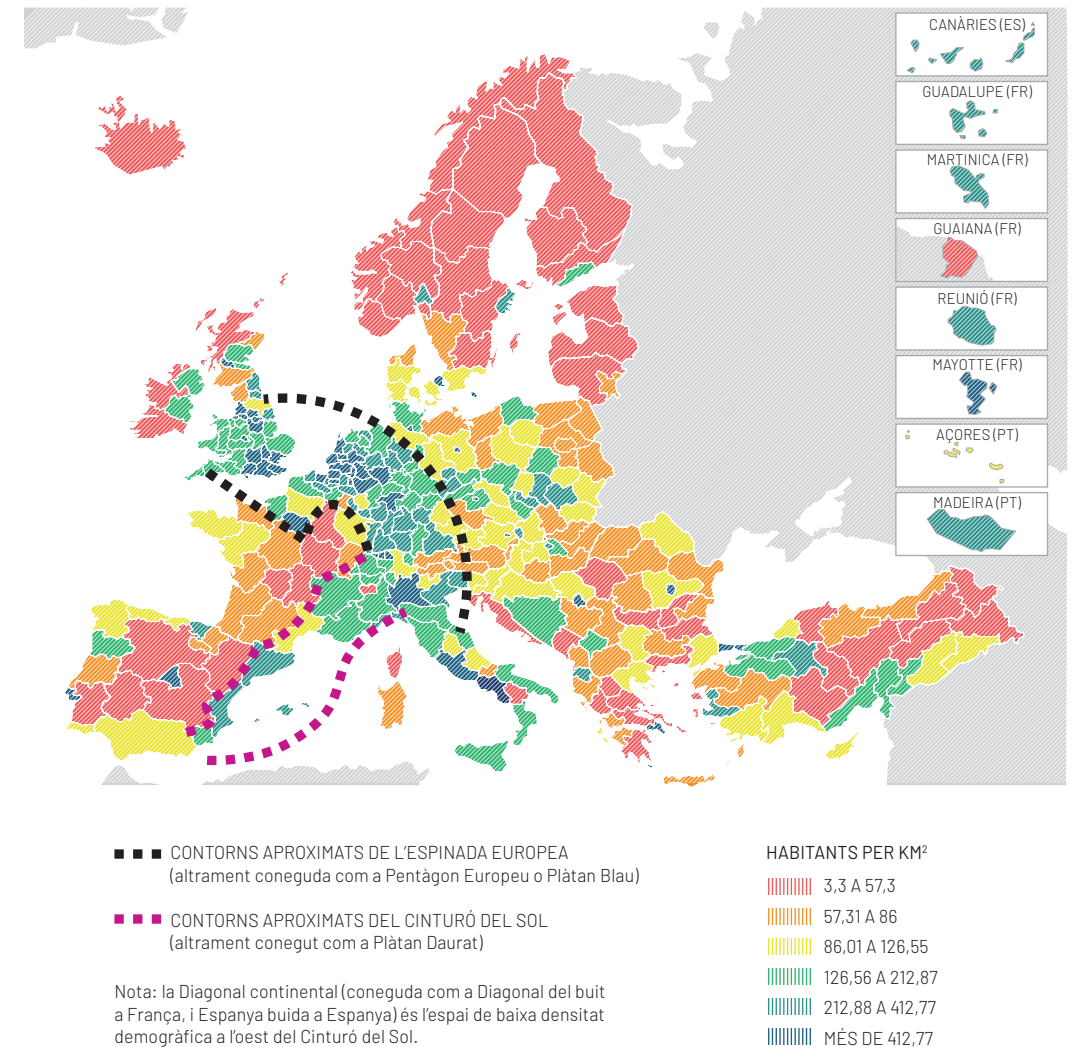 CANÀRIES (ES)
GUADALUPE (FR)
MARTINICA (FR)
GUAIANA (FR)
REUNIÓ (FR)
MAYOTTE (FR)
AÇORES (PT)
MADEIRA (PT)
CONTORNS APROXIMATS DE L'ESPINADA EUROPEA
(altrament coneguda com a Pentàgon Europeu o Plàtan Blau)
CONTORNS APROXIMATS DEL CINTURÓ DEL SOL
(altrament conegut com a Plàtan Daurat)
Nota: la Diagonal continental (coneguda com a Diagonal del buit
a França, i Espanya buida a Espanya) és l'espai de baixa densitat
demogràfica a l'oest del Cinturó del Sol.
HABITANTS PER KM²
3,3 A 57,3
57,31 A 86
86,01 A 126,55
126,56 A 212,87
212,88 A 412,77
MÉS DE 412,77